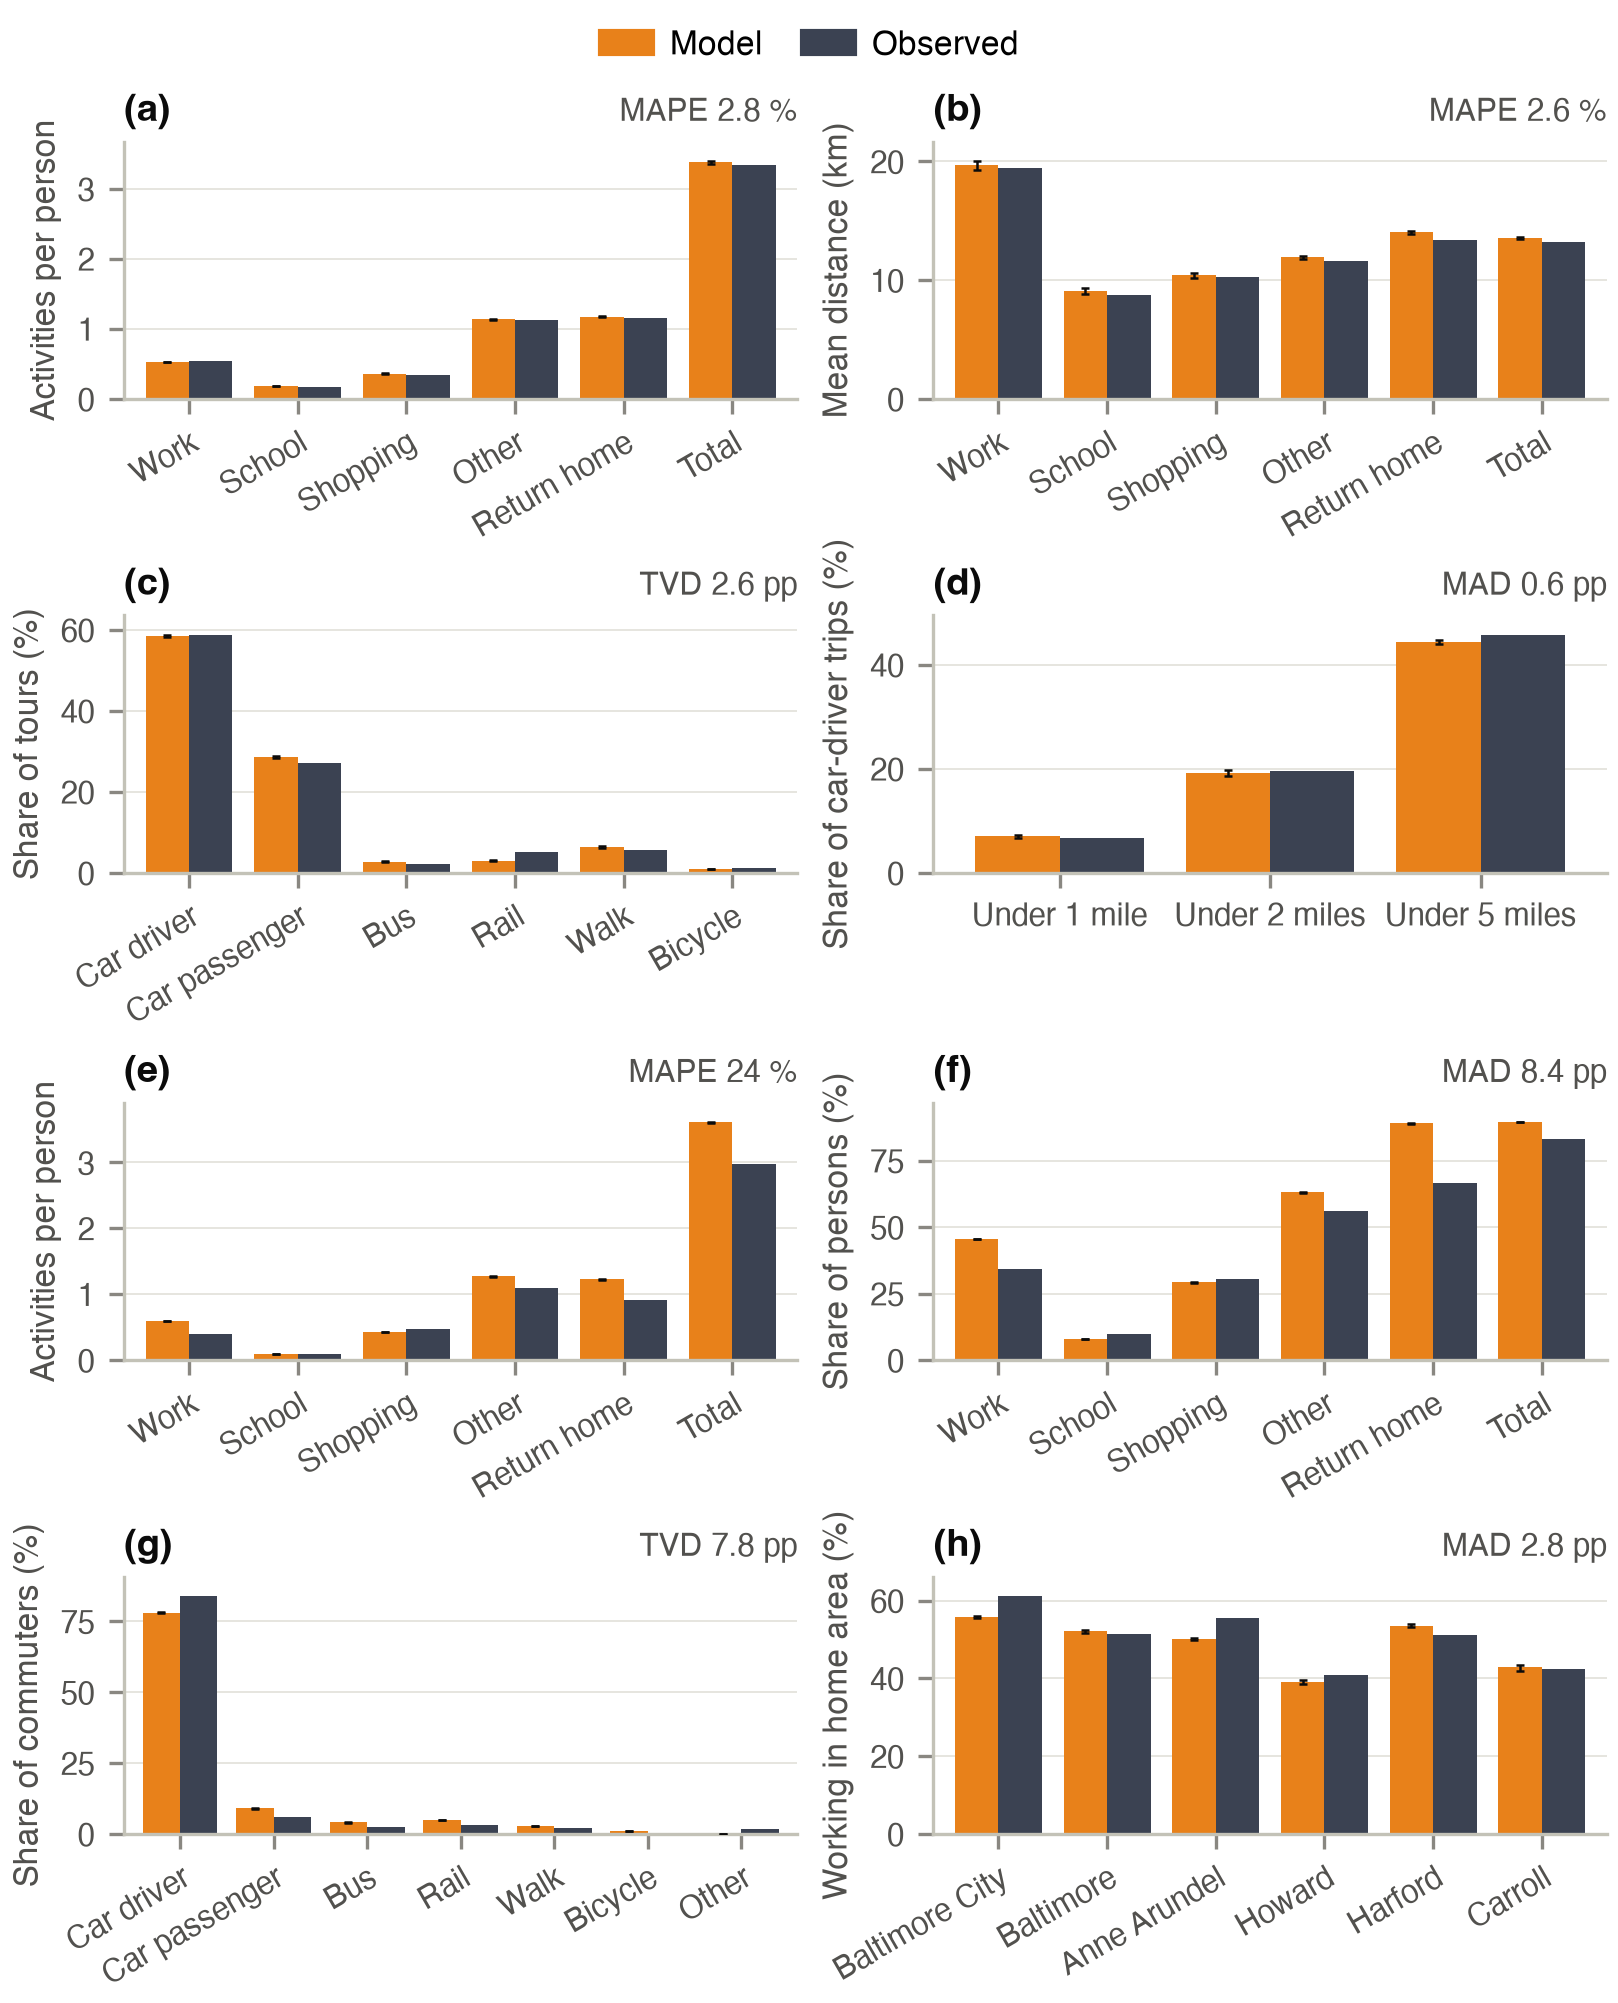 Model
Observed
(a)
MAPE 2.8 %
Activities per person
3
2
1
0
Work
School
Shopping
Other
Return home
Total
(b)
MAPE 2.6 %
Mean distance (km)
20
10
0
Work
School
Shopping
Other
Return home
Total
(c)
TVD 2.6 pp
Share of tours (%)
60
40
20
0
Car driver
Car passenger
Bus
Rail
Walk
Bicycle
(d)
MAD 0.6 pp
Share of car-driver trips (%)
40
20
0
Under 1 mile
Under 2 miles
Under 5 miles
(e)
MAPE 24 %
Activities per person
3
2
1
0
Work
School
Shopping
Other
Return home
Total
(f)
MAD 8.4 pp
Share of persons (%)
75
50
25
0
Work
School
Shopping
Other
Return home
Total
(g)
TVD 7.8 pp
Share of commuters (%)
75
50
25
0
Car driver
Car passenger
Bus
Rail
Walk
Bicycle
Other
(h)
MAD 2.8 pp
Working in home area (%)
60
40
20
0
Baltimore City
Baltimore
Anne Arundel
Howard
Harford
Carroll